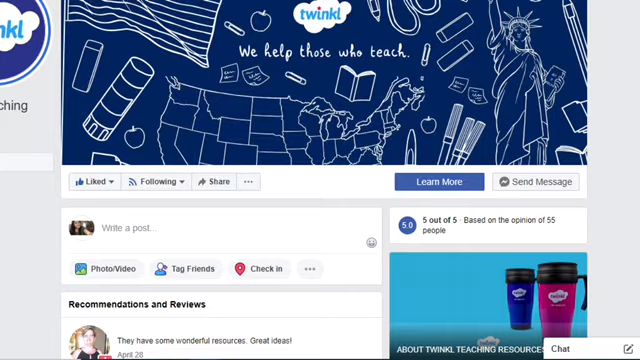 twinkl
nkl
We help those who teach.
ching
Liked
Following
Share
Learn More
Send Message
Write a post...
5.0
5 out of 5 · Based on the opinion of 55
people
Photo/Video
Tag Friends
Check in
Recommendations and Reviews
They have some wonderful resources. Great ideas!
April 28
twinkl
twinkl
ABOUT TWINKL TEACHING RESOURCES
Chat